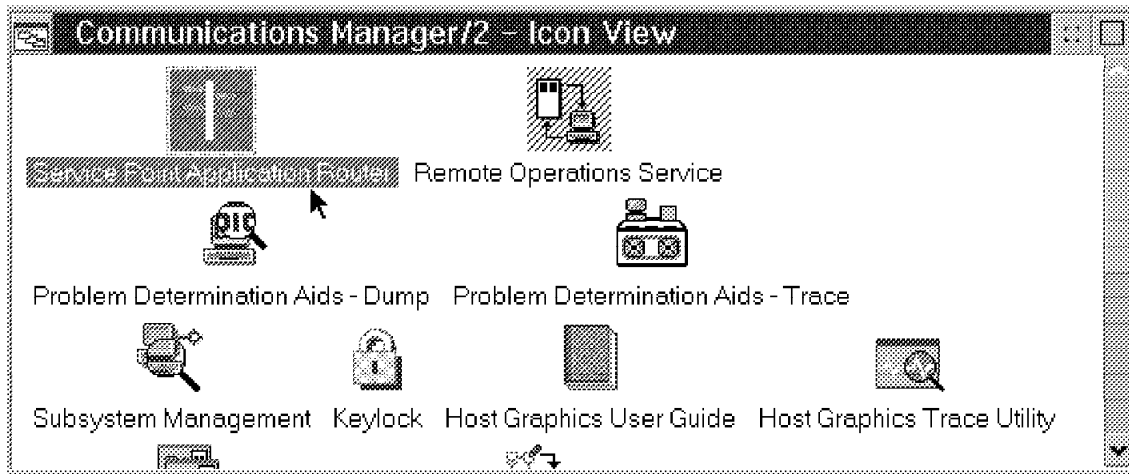 Communications Manager/2 - Icon View
Service Point Application Router Remote Operations Service
Problem Determination Aids - Dump Problem Determination Aids - Trace
Subsystem Management Keylock Host Graphics User Guide Host Graphics Trace Utility